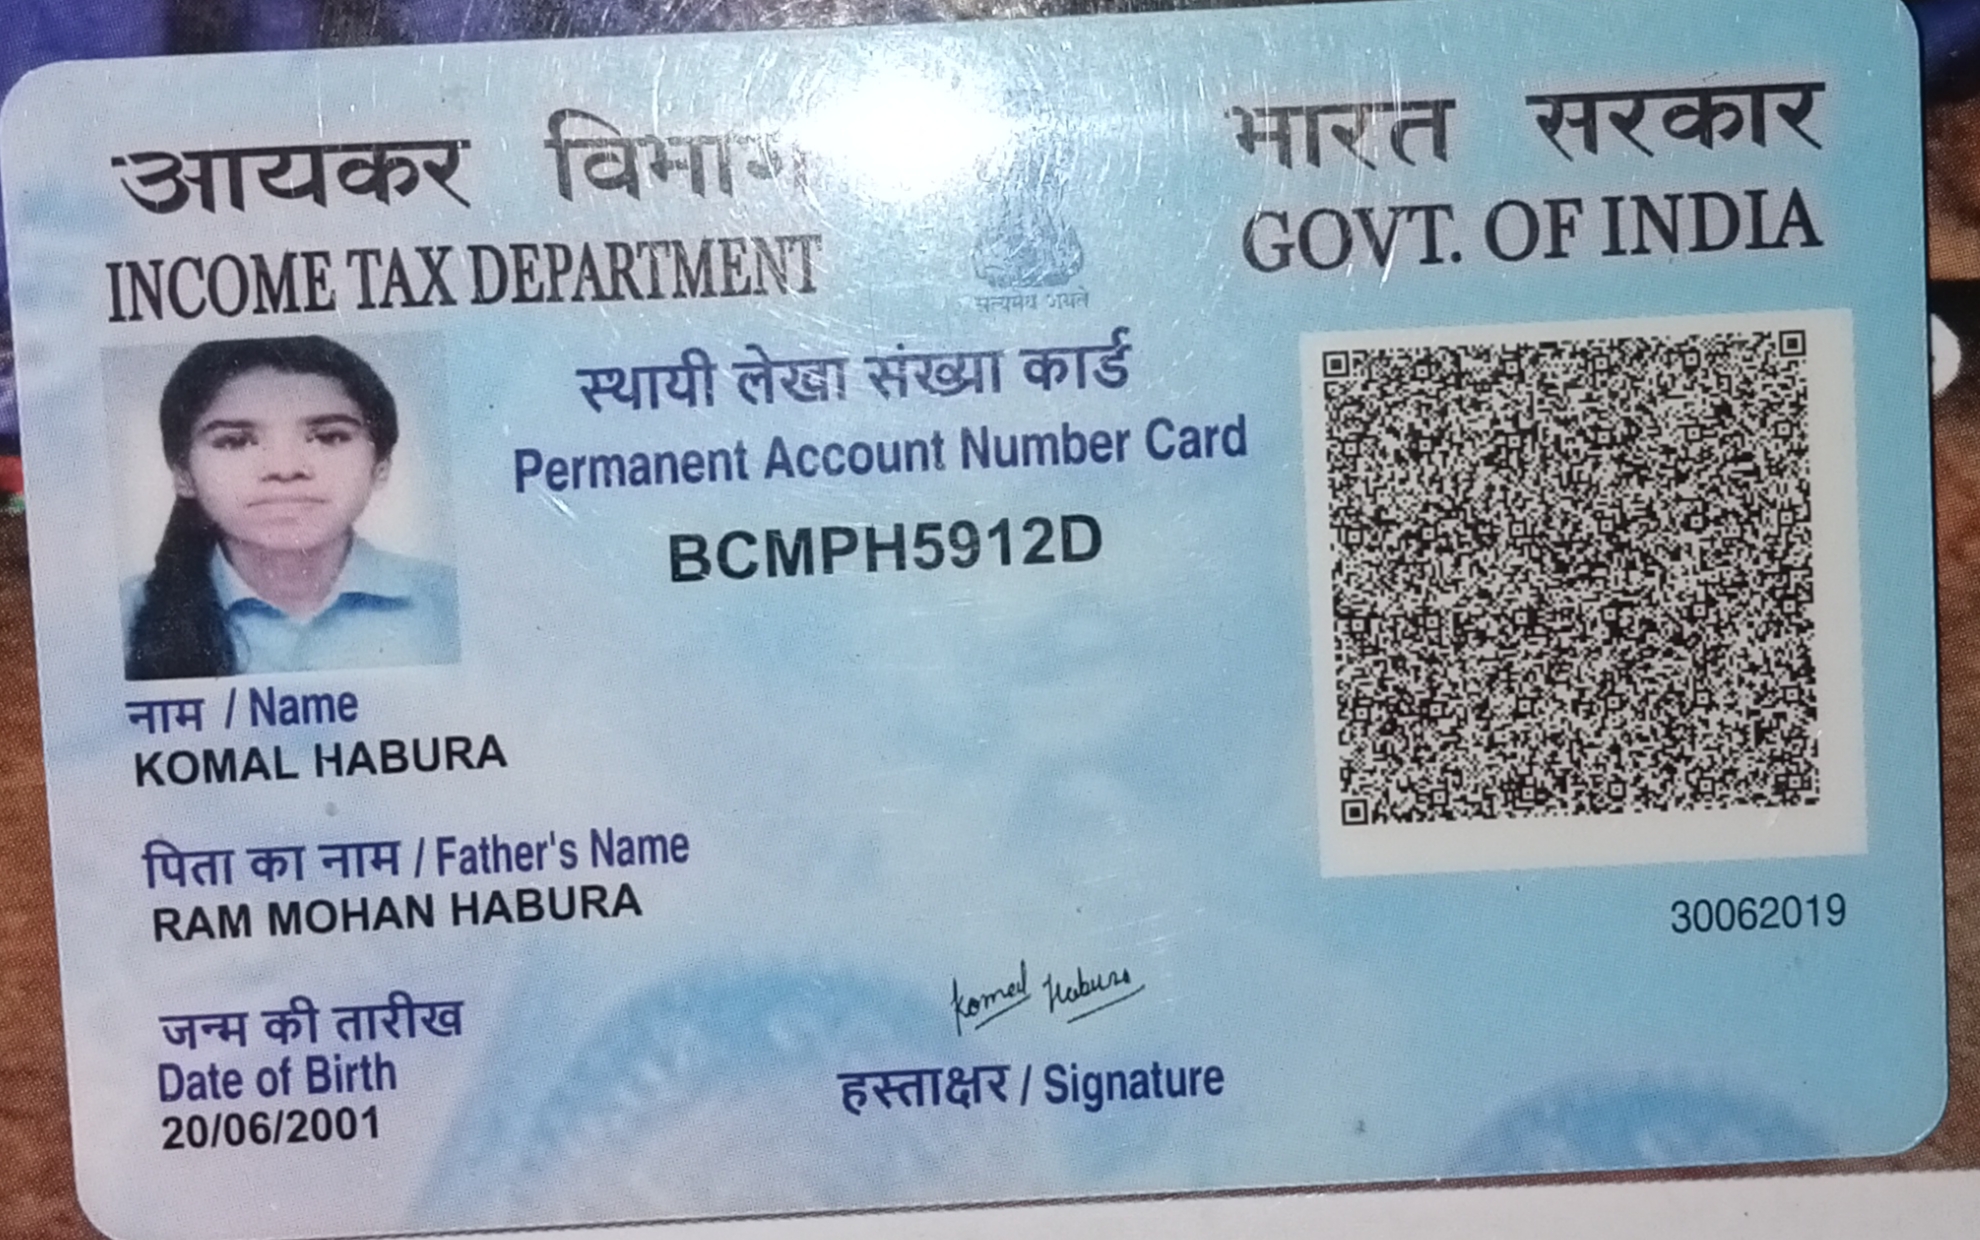 आयकर विभाग
INCOME TAX DEPARTMENT
सत्यमेव जयते
भारत सरकार
GOVT. OF INDIA
स्थायी लेखा संख्या कार्ड
Permanent Account Number Card
BCMPH5912D
नाम / Name
KOMAL HABURA
पिता का नाम / Father's Name
RAM MOHAN HABURA
जन्म की तारीख
Date of Birth
20/06/2001
30062019
Komal Habura
हस्ताक्षर / Signature